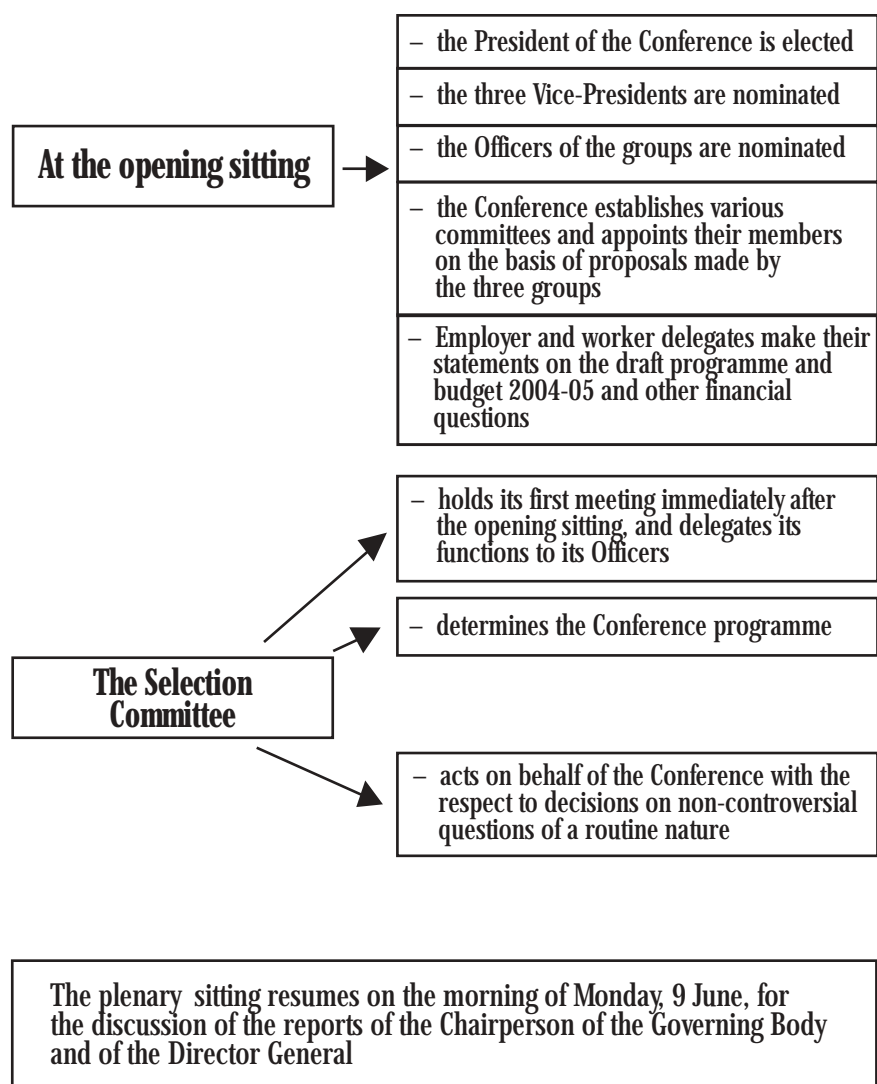 – the President of the Conference is elected
– the three Vice-Presidents are nominated
At the opening sitting
– the Officers of the groups are nominated
– the Conference establishes various
committees and appoints their members
on the basis of proposals made by
the three groups
– Employer and worker delegates make their
statements on the draft programme and
budget 2004-05 and other financial
questions
– holds its first meeting immediately after
the opening sitting, and delegates its
functions to its Officers
– determines the Conference programme
The Selection
Committee
– acts on behalf of the Conference with the
respect to decisions on non-controversial
questions of a routine nature
The plenary sitting resumes on the morning of Monday, 9 June, for
the discussion of the reports of the Chairperson of the Governing Body
and of the Director General